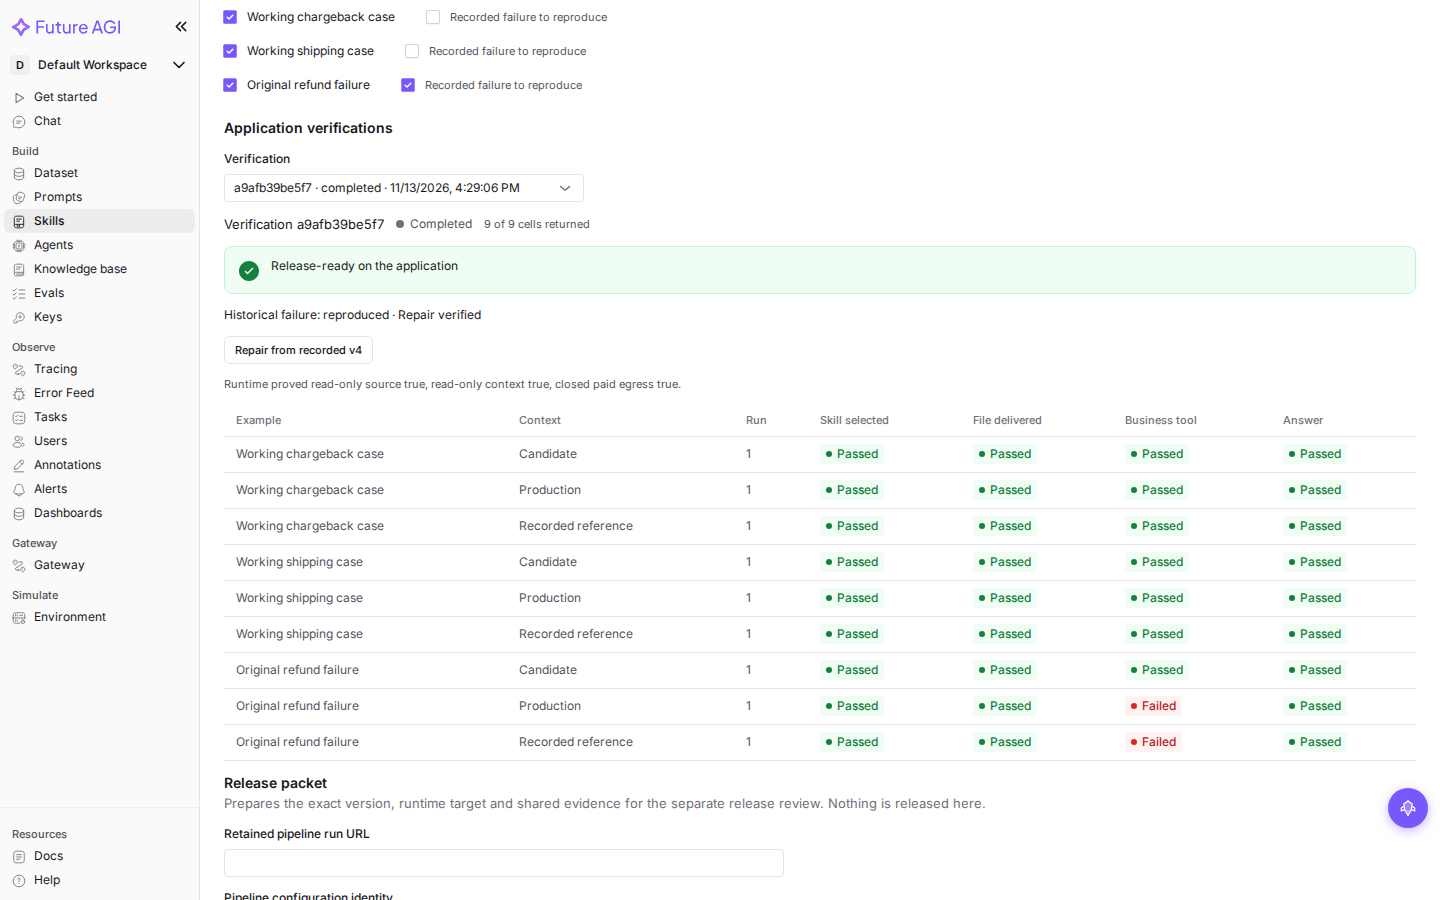 Future AGI
D Default Workspace
Get started
Chat
Build
Dataset
Prompts
Skills
Agents
Knowledge base
Evals
Keys
Observe
Tracing
Error Feed
Tasks
Users
Annotations
Alerts
Dashboards
Gateway
Gateway
Simulate
Environment
Resources
Docs
Help
Working chargeback case Recorded failure to reproduce
Working shipping case Recorded failure to reproduce
Original refund failure Recorded failure to reproduce
Application verifications
Verification
a9afb39be5f7 · completed · 11/13/2026, 4:29:06 PM
Verification a9afb39be5f7 Completed 9 of 9 cells returned
Release-ready on the application
Historical failure: reproduced · Repair verified
Repair from recorded v4
Runtime proved read-only source true, read-only context true, closed paid egress true.
Example Context Run Skill selected File delivered Business tool Answer
Working chargeback case Candidate 1 Passed Passed Passed Passed
Working chargeback case Production 1 Passed Passed Passed Passed
Working chargeback case Recorded reference 1 Passed Passed Passed Passed
Working shipping case Candidate 1 Passed Passed Passed Passed
Working shipping case Production 1 Passed Passed Passed Passed
Working shipping case Recorded reference 1 Passed Passed Passed Passed
Original refund failure Candidate 1 Passed Passed Passed Passed
Original refund failure Production 1 Passed Passed Failed Passed
Original refund failure Recorded reference 1 Passed Passed Failed Passed
Release packet
Prepares the exact version, runtime target and shared evidence for the separate release review. Nothing is released here.
Retained pipeline run URL
Pipeline configuration identity